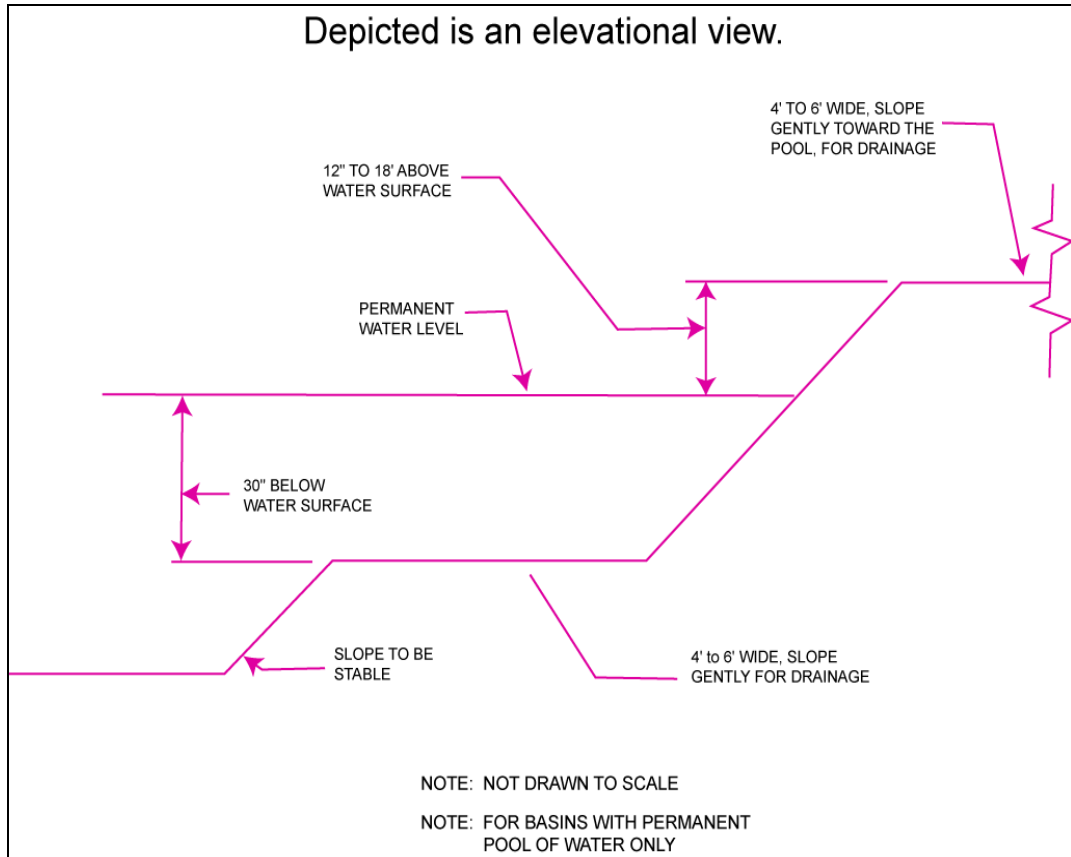 Depicted is an elevational view.
4' TO 6' WIDE, SLOPE
GENTLY TOWARD THE
POOL, FOR DRAINAGE
12" TO 18' ABOVE
WATER SURFACE
PERMANENT
WATER LEVEL
30" BELOW
WATER SURFACE
SLOPE TO BE
STABLE
4' to 6' WIDE, SLOPE
GENTLY FOR DRAINAGE
NOTE: NOT DRAWN TO SCALE
NOTE: FOR BASINS WITH PERMANENT
POOL OF WATER ONLY